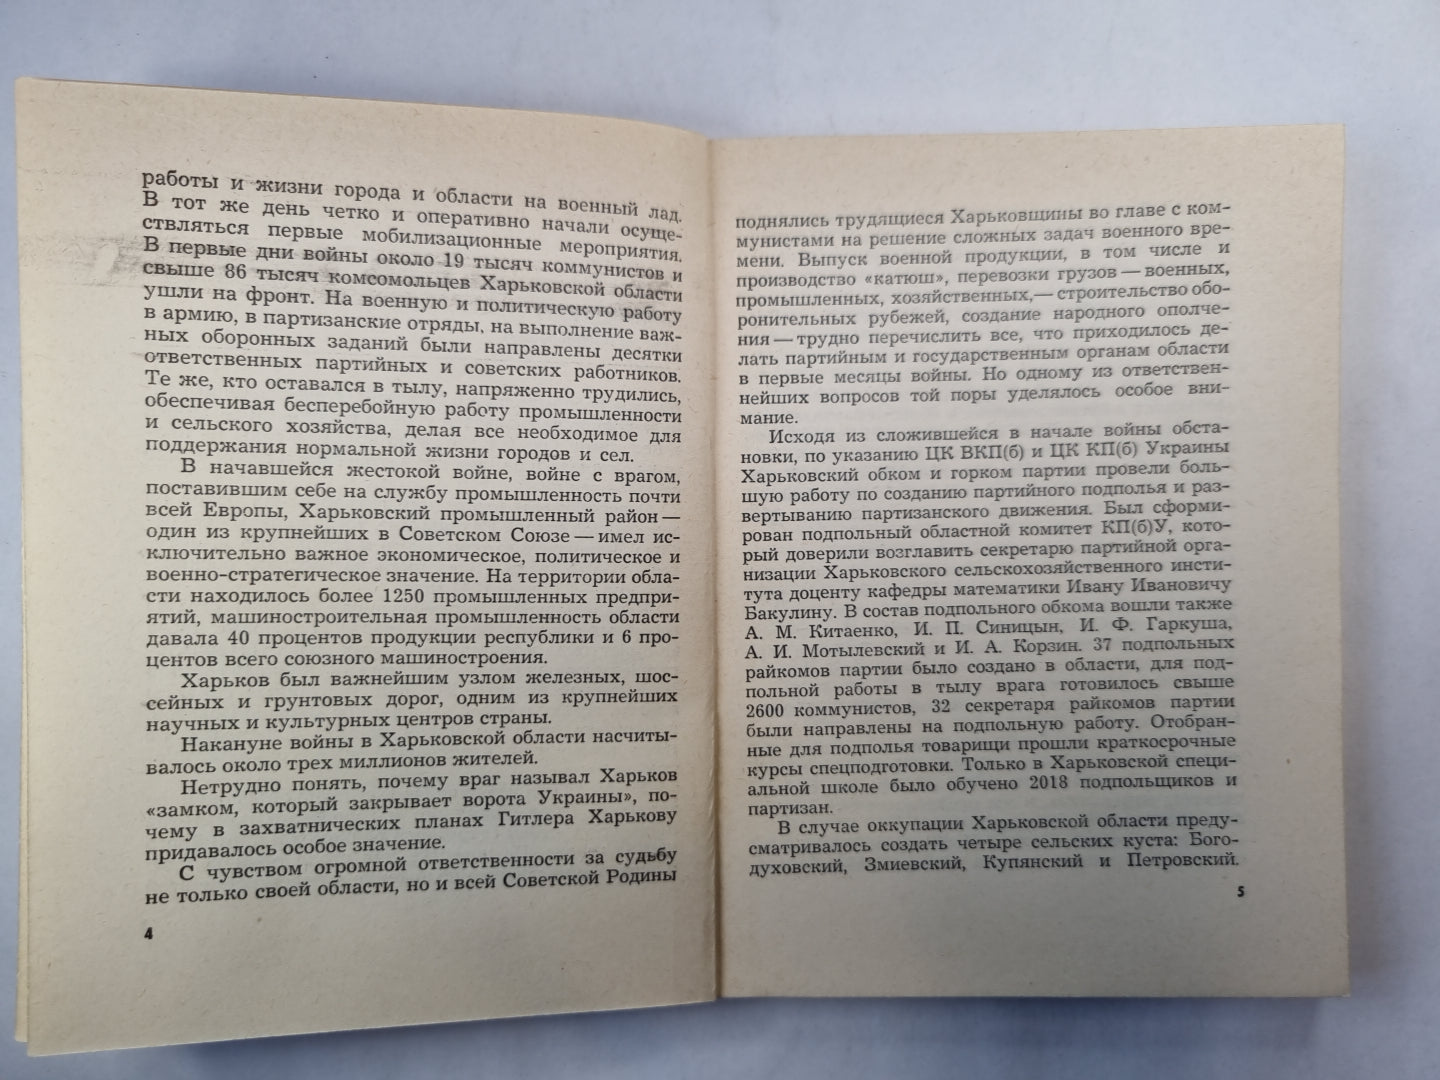 работы и жизни города и области на военный лад.
В тот же день четко и оперативно начали осуще-
ствляться первые мобилизационные мероприятия.
В первые дни войны около 19 тысяч коммунистов и
свыше 86 тысяч комсомольцев Харьковской области
ушли на фронт. На военную и политическую работу
в армию, в партизанские отряды, на выполнение важ-
ных оборонных заданий были направлены десятки
ответственных партийных и советских работников.
Те же, кто оставался в тылу, напряженно трудились,
обеспечивая бесперебойную работу промышленности
и сельского хозяйства, делая все необходимое для
поддержания нормальной жизни городов и сел.
В начавшейся жестокой войне, войне с врагом,
поставившим себе на службу промышленность почти
всей Европы, Харьковский промышленный район —
один из крупнейших в Советском Союзе — имел ис-
ключительно важное экономическое, политическое и
военно-стратегическое значение. На территории обла-
сти находилось более 1250 промышленных предпри-
ятий, машиностроительная промышленность области
давала 40 процентов продукции республики и 6 про-
центов всего союзного машиностроения.
Харьков был важнейшим узлом железных, шос-
сейных и грунтовых дорог, одним из крупнейших
научных и культурных центров страны.
Накануне войны в Харьковской области насчиты-
валось около трех миллионов жителей.
Нетрудно понять, почему враг называл Харьков
«замком, который закрывает ворота Украины», по-
чему в захватнических планах Гитлера Харькову
придавалось особое значение.
С чувством огромной ответственности за судьбу
не только своей области, но и всей Советской Родины
4
поднялись трудящиеся Харьковщины во главе с ком-
мунистами на решение сложных задач военного вре-
мени. Выпуск военной продукции, в том числе и
производство «катюш», перевозки грузов — военных,
промышленных, хозяйственных,— строительство обо-
ронительных рубежей, создание народного ополче-
ния — трудно перечислить все, что приходилось де-
лать партийным и государственным органам области
в первые месяцы войны. Но одному из ответствен-
нейших вопросов той поры уделялось особое вни-
мание.
Исходя из сложившейся в начале войны обста-
новки, по указанию ЦК ВКП(б) и ЦК КП(б) Украины
Харьковский обком и горком партии провели боль-
шую работу по созданию партийного подполья и раз-
вертыванию партизанского движения. Был сформи-
рован подпольный областной комитет КП(б)У, кото-
рый доверили возглавить секретарю партийной орга-
низации Харьковского сельскохозяйственного инсти-
тута доценту кафедры математики Ивану Ивановичу
Бакулину. В состав подпольного обкома вошли также
А. М. Китаенко, И. П. Синицын, И. Ф. Гаркуша,
А. И. Мотылевский и И. А. Корзин. 37 подпольных
райкомов партии было создано в области, для под-
польной работы в тылу врага готовилось свыше
2600 коммунистов, 32 секретаря райкомов партии
были направлены на подпольную работу. Отобран-
ные для подполья товарищи прошли краткосрочные
курсы спецподготовки. Только в Харьковской специ-
альной школе было обучено 2018 подпольщиков и
партизан.
В случае оккупации Харьковской области преду-
сматривалось создать четыре сельских куста: Бого-
духовский, Змиевский, Купянский и Петровский.
5